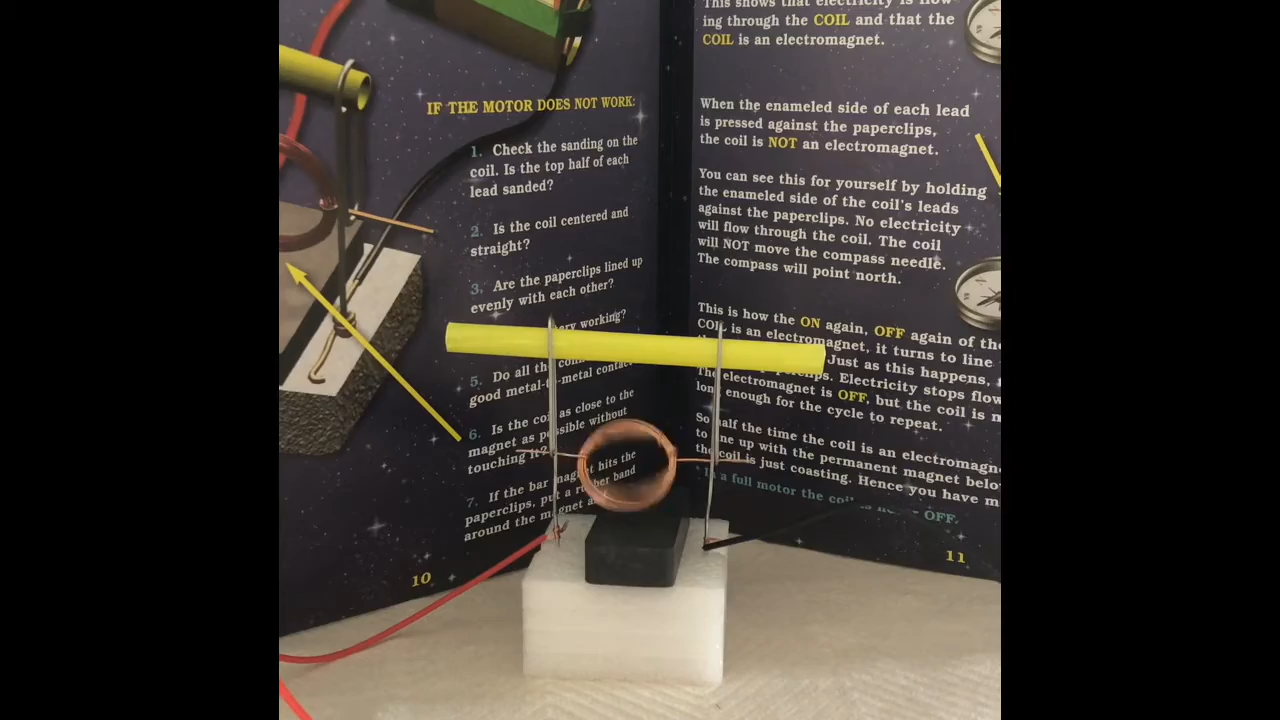 IF THE MOTOR DOES NOT WORK:
1. Check the sanding on the
coil. Is the top half of each
lead sanded?
2. Is the coil centered and
straight?
3. Are the paperclips lined up
evenly with each other?
working?
5. Do all the
good metal-to-metal
6. Is the coil as close to the
magnet as possible without
touching it?
7. If the bar magnet hits the
paperclips, put a rubber band
around the magnet
10
This shows that electricity is flow-
ing through the COIL and that the
COIL is an electromagnet.
When the enameled side of each lead
is pressed against the paperclips,
the coil is NOT an electromagnet.
You can see this for yourself by holding
the enameled side of the coil's leads
against the paperclips. No electricity
will flow through the coil. The coil
will NOT move the compass needle.
The compass will point north.
This is how the ON again, OFF again of the
COIL is an electromagnet, it turns to line
Just as this happens,
The electromagnet is OFF, but the coil is
long enough for the cycle to repeat.
So half the time the coil is an electromagne
to line up with the permanent magnet belo
the coil is just coasting. Hence you have
In a full motor the coil is OFF.
11